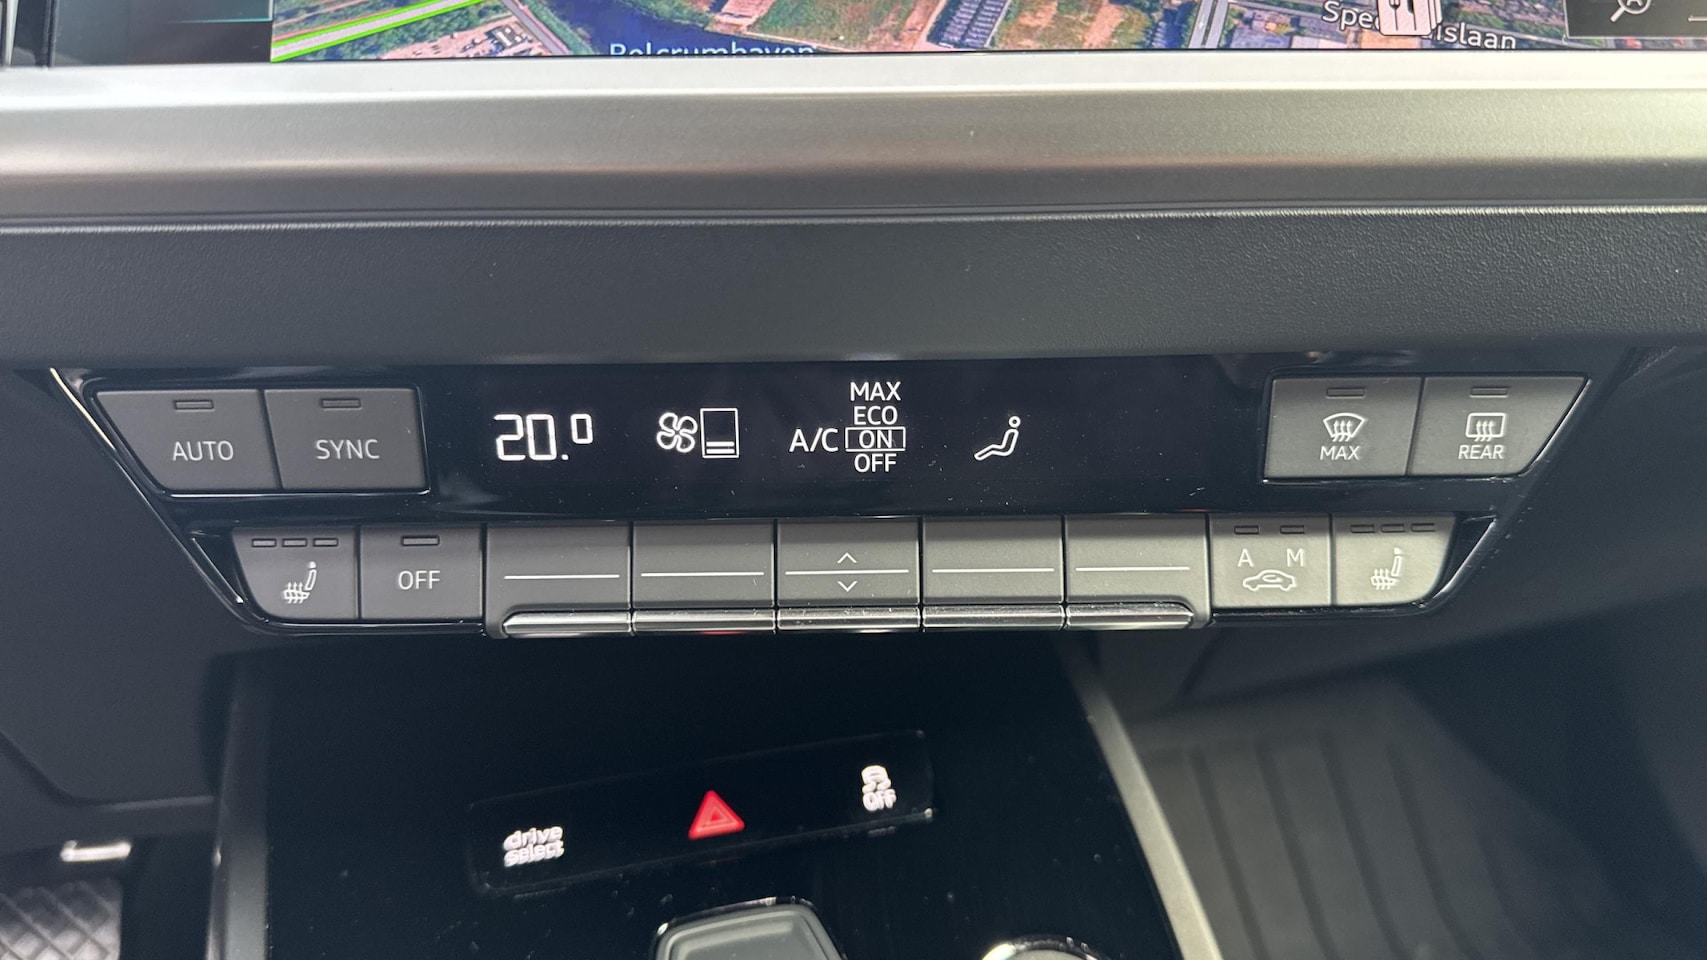 Belcrumhaven
AUTO
SYNC
20.0
A/C
MAX
ECO
ON
OFF
MAX
REAR
OFF
A M
drive
select
OFF